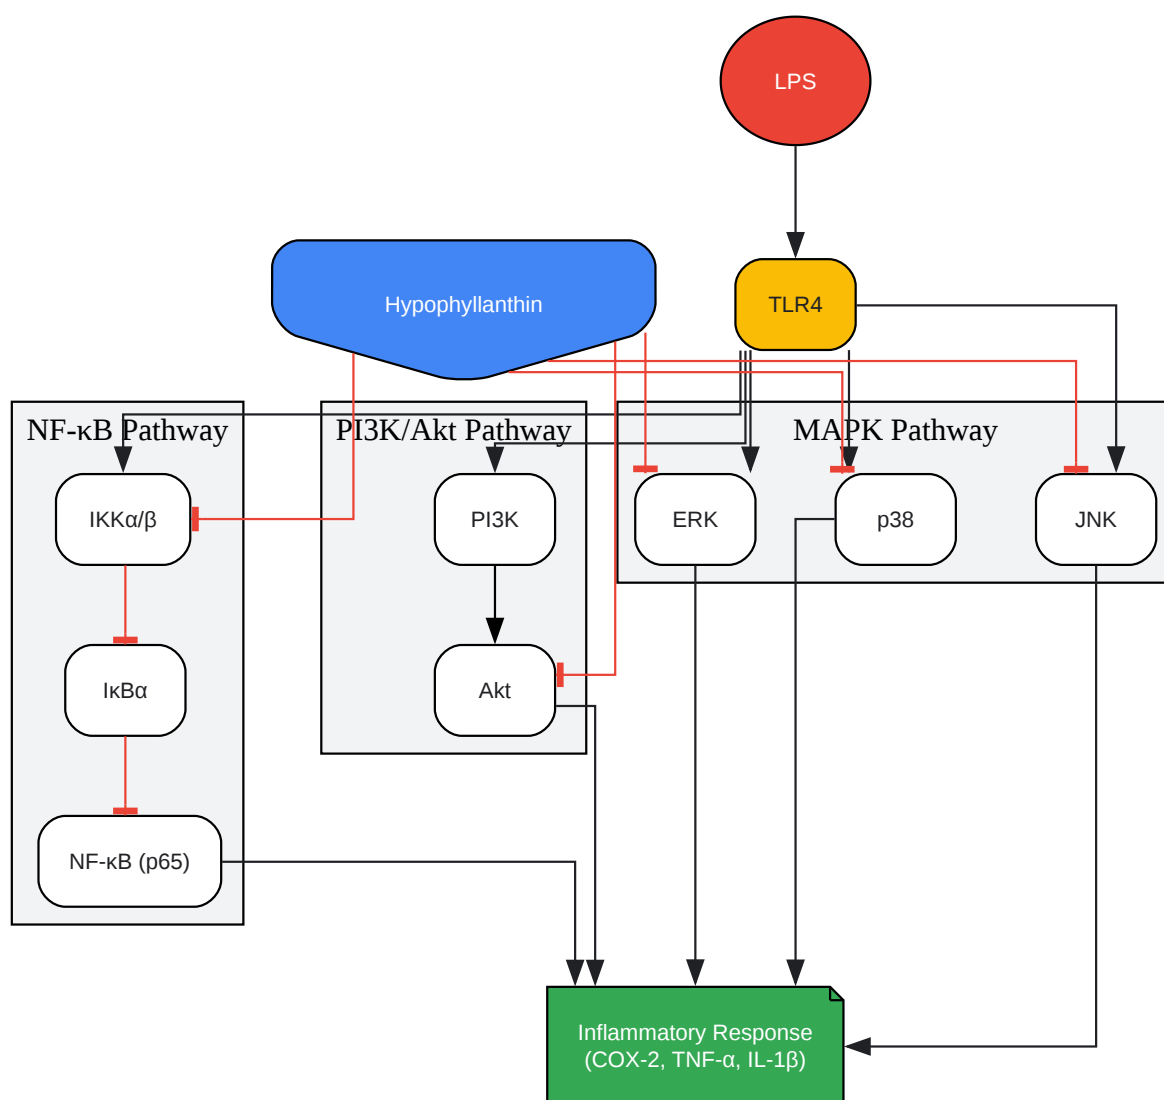 LPS
Hypophyllanthin
TLR4
NF-κB Pathway
PI3K/Akt Pathway
MAPK Pathway
IKKα/β
PI3K
ERK
p38
JNK
IκBα
Akt
NF-κB (p65)
Inflammatory Response
(COX-2, TNF-α, IL-1β)